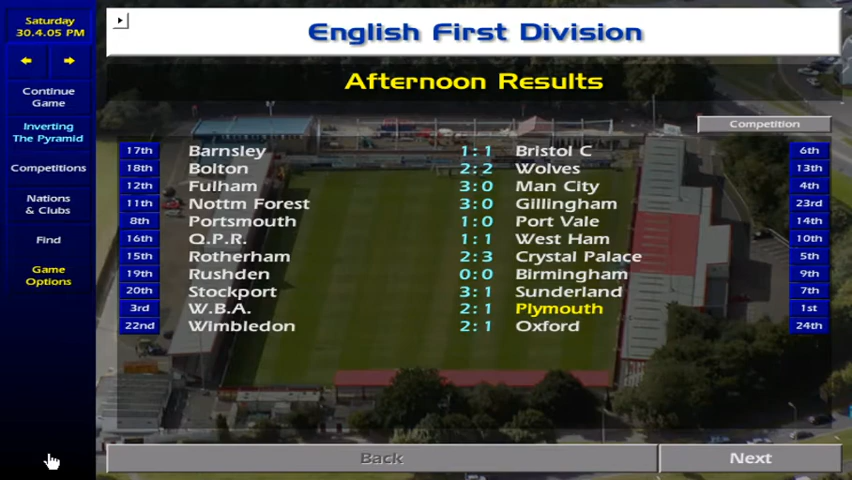 Saturday
30.4.05 PM
Continue
Game
Inverting
The Pyramid
Competitions
Nations
& Clubs
Find
Game
Options
English First Division
Afternoon Results
Competition
17th Barnsley 1:1 Bristol C 6th
18th Bolton 2:2 Wolves 13th
12th Fulham 3:0 Man City 4th
11th Nottm Forest 3:0 Gillingham 23rd
8th Portsmouth 1:0 Port Vale 14th
16th Q.P.R. 1:1 West Ham 10th
15th Rotherham 2:3 Crystal Palace 5th
19th Rushden 0:0 Birmingham 9th
20th Stockport 3:1 Sunderland 7th
3rd W.B.A. 2:1 Plymouth 1st
22nd Wimbledon 2:1 Oxford 24th
Back Next